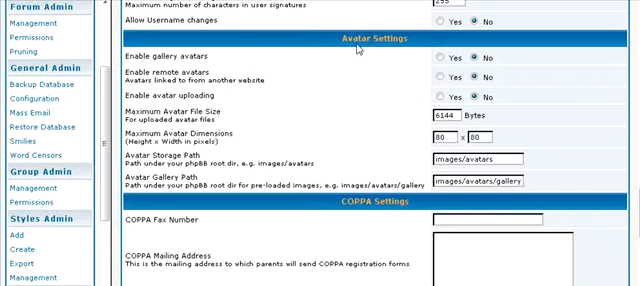 Forum Admin
Management
Permissions
Pruning
General Admin
Backup Database
Configuration
Mass Email
Restore Database
Smilies
Word Censors
Group Admin
Management
Permissions
Styles Admin
Add
Create
Export
Management
Maximum number of characters in user signatures
255
Allow Username changes Yes No
Avatar Settings
Enable gallery avatars Yes No
Enable remote avatars Yes No
Avatars linked to from another website
Enable avatar uploading Yes No
Maximum Avatar File Size 6144 Bytes
For uploaded avatar files
Maximum Avatar Dimensions 80 x 80
(Height x Width in pixels)
Avatar Storage Path images/avatars
Path under your phpBB root dir, e.g. images/avatars
Avatar Gallery Path images/avatars/gallery
Path under your phpBB root dir for pre-loaded images, e.g. images/avatars/gallery
COPPA Settings
COPPA Fax Number
COPPA Mailing Address
This is the mailing address to which parents will send COPPA registration forms